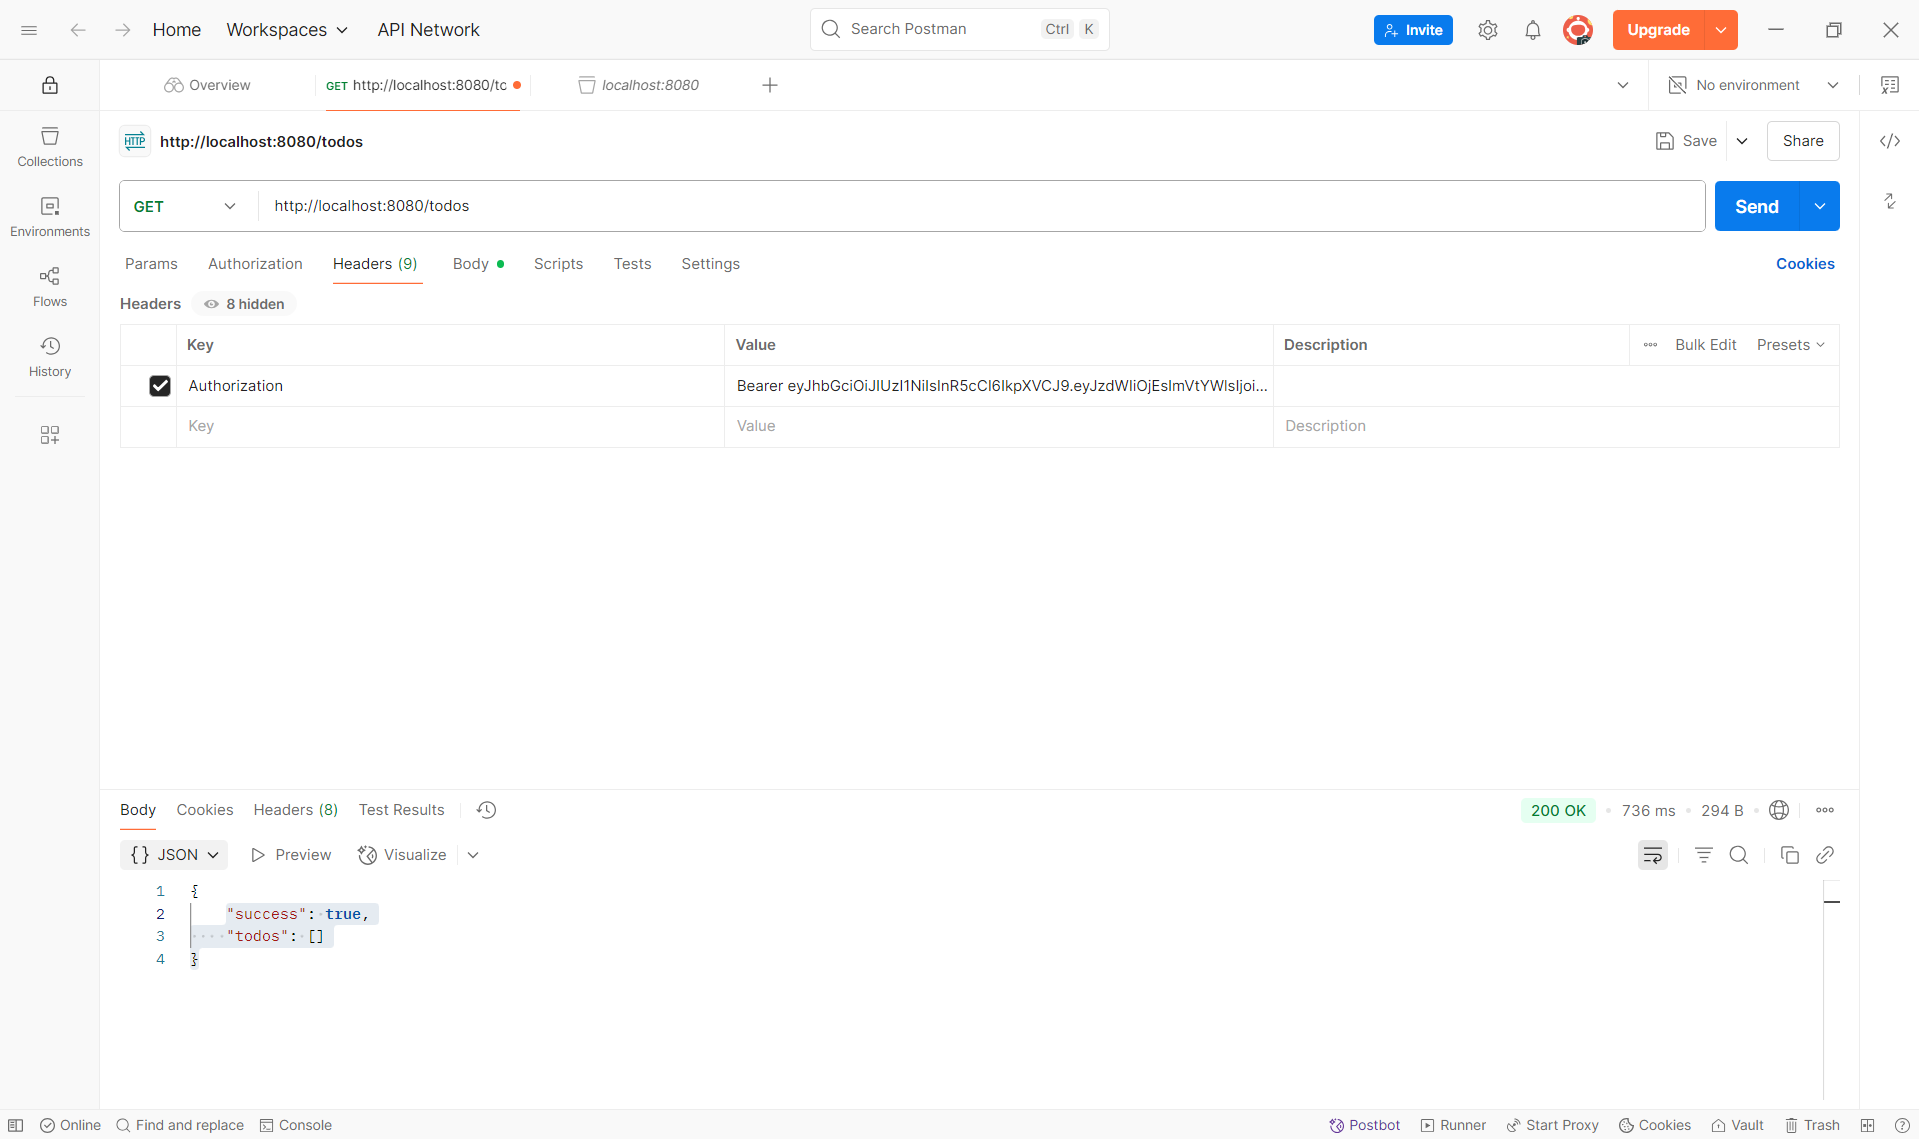 Home Workspaces API Network Search Postman Ctrl K Invite Upgrade
Overview GET http://localhost:8080/to localhost:8080 No environment
HTTP http://localhost:8080/todos Save Share
Collections
GET http://localhost:8080/todos Send
Environments
Params Authorization Headers (9) Body Scripts Tests Settings Cookies
Flows
Headers 8 hidden
Key Value Description Bulk Edit Presets
History
Authorization Bearer eyJhbGciOiJIUzI1NiIsInR5cCI6IkpXVCJ9.eyJzdWIiOjEsImVtYWlsIjoi...
Key Value Description
Body Cookies Headers (8) Test Results 200 OK 736 ms 294 B
{} JSON Preview Visualize
1 {
2 "success": true,
3 "todos": []
4 }
Online Find and replace Console Postbot Runner Start Proxy Cookies Vault Trash